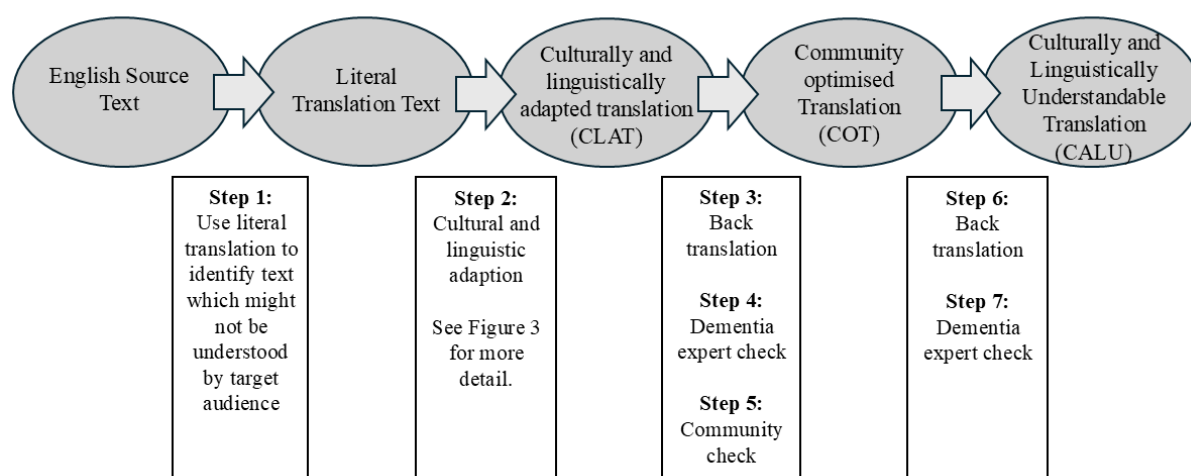 English Source
Text
Literal
Translation Text
Culturally and
linguistically
adapted translation
(CLAT)
Community
optimised
Translation
(COT)
Culturally and
Linguistically
Understandable
Translation
(CALU)
Step 1:
Use literal
translation to
identify text
which might
not be
understood
by target
audience
Step 2:
Cultural and
linguistic
adaption
See Figure 3
for more
detail.
Step 3:
Back
translation
Step 4:
Dementia
expert check
Step 5:
Community
check
Step 6:
Back
translation
Step 7:
Dementia
expert check